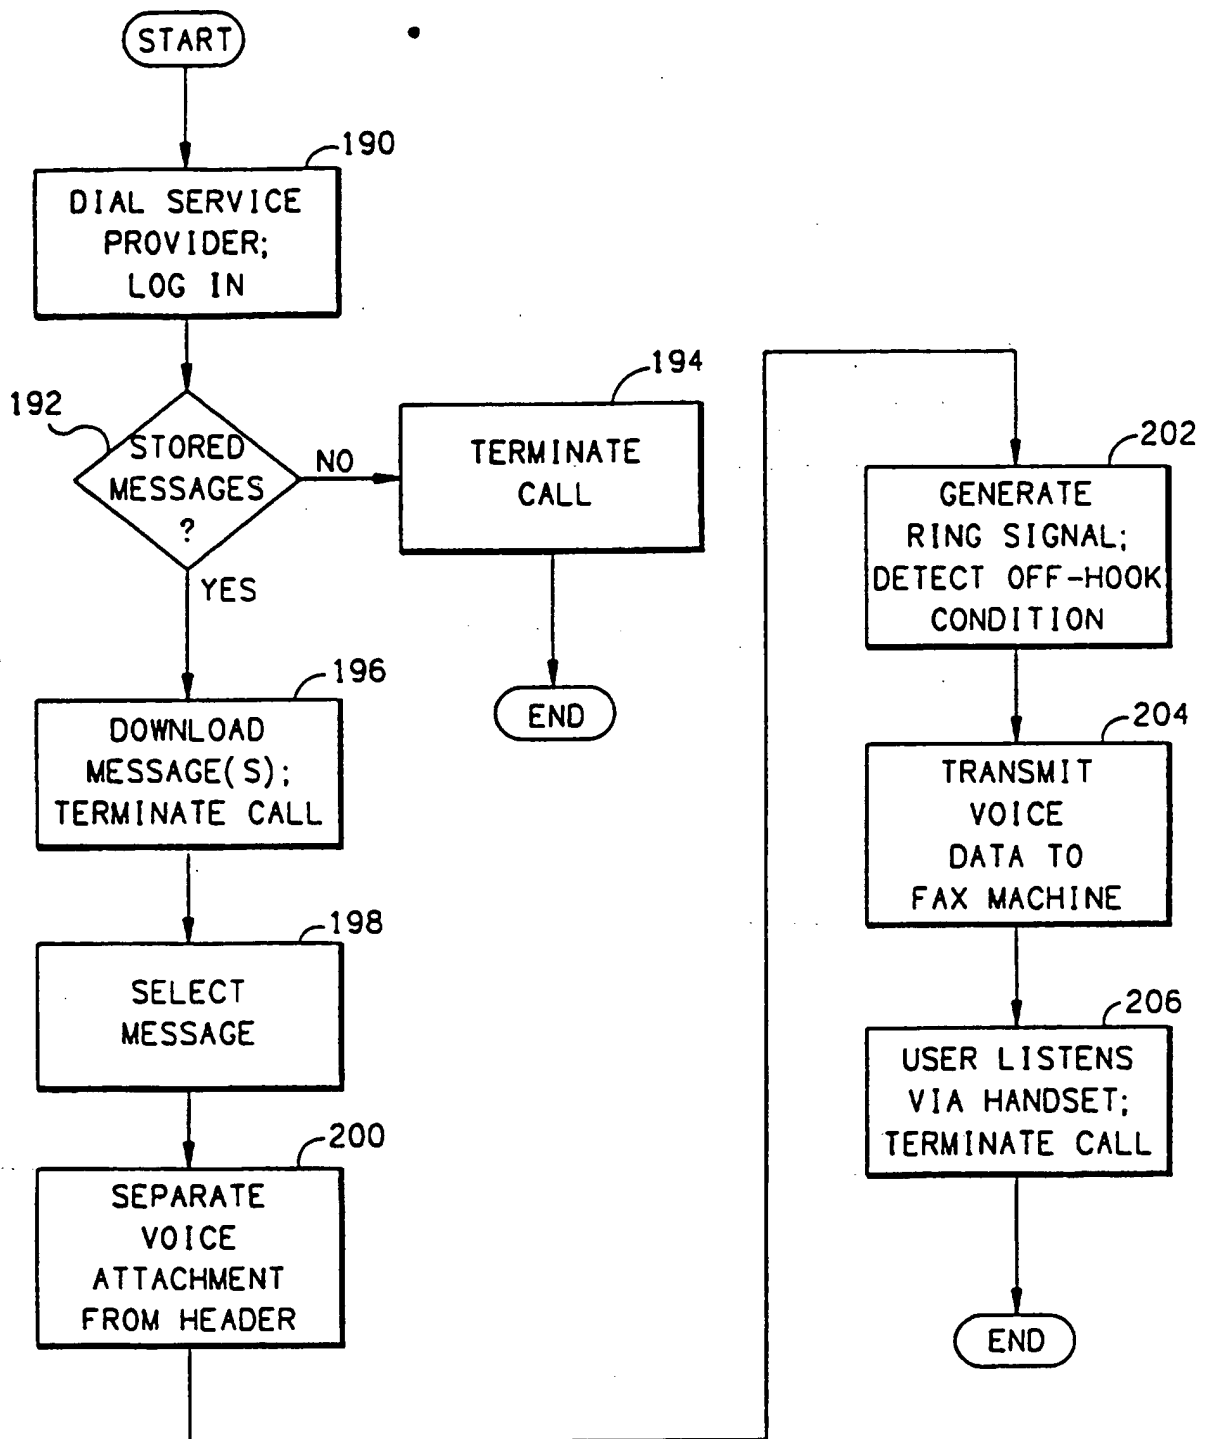 START
190
DIAL SERVICE
PROVIDER;
LOG IN
192
STORED
MESSAGES
?
NO
YES
194
TERMINATE
CALL
END
196
DOWNLOAD
MESSAGE(S);
TERMINATE CALL
198
SELECT
MESSAGE
200
SEPARATE
VOICE
ATTACHMENT
FROM HEADER
202
GENERATE
RING SIGNAL;
DETECT OFF-HOOK
CONDITION
204
TRANSMIT
VOICE
DATA TO
FAX MACHINE
206
USER LISTENS
VIA HANDSET;
TERMINATE CALL
END